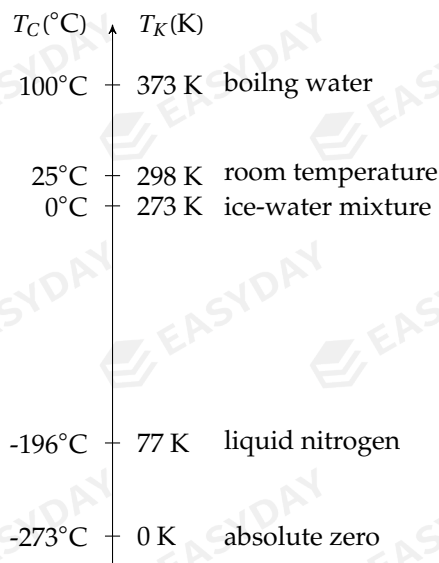 T_C(°C) T_K(K)
100°C 373 K boilng water
25°C 298 K room temperature
0°C 273 K ice-water mixture
-196°C 77 K liquid nitrogen
-273°C 0 K absolute zero
EASYDAY